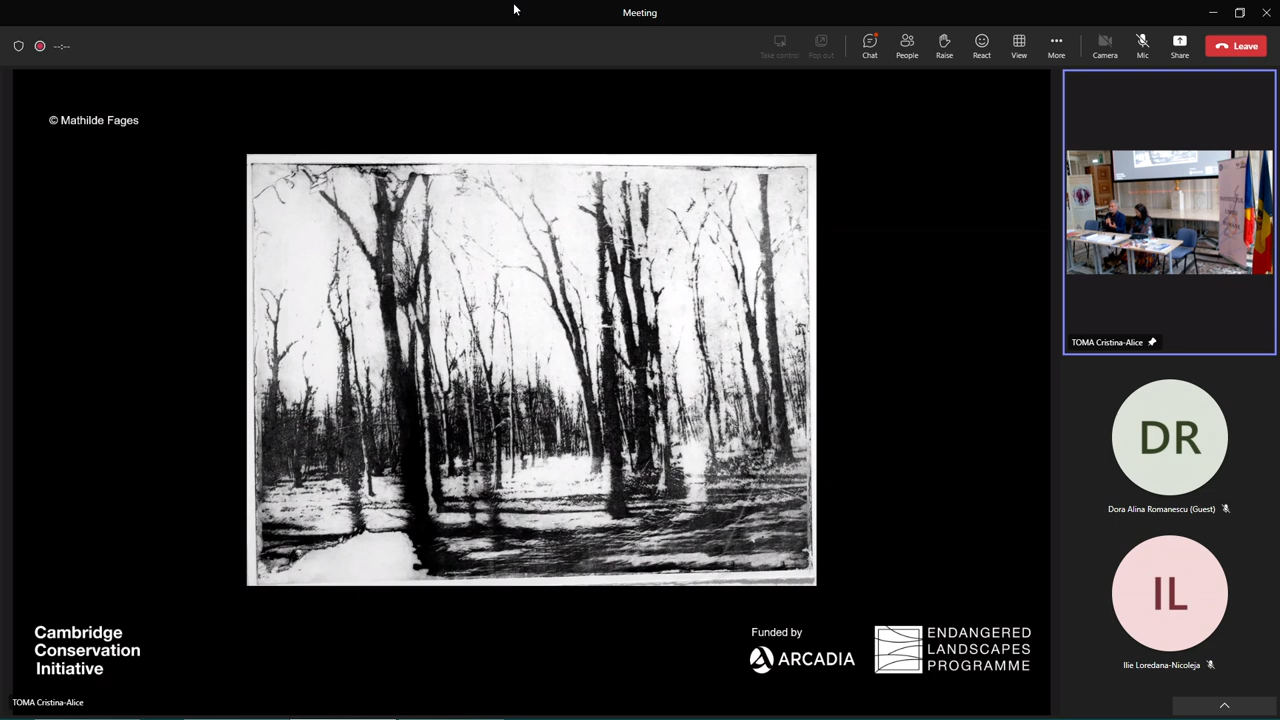 Meeting
--:--
Take control
Pop out
Chat
People
Raise
React
View
More
Camera
Mic
Share
Leave
© Mathilde Fages
Cambridge
Conservation
Initiative
Funded by
ARCADIA
ENDANGERED
LANDSCAPES
PROGRAMME
TOMA Cristina-Alice
TOMA Cristina-Alice
DR
Dora Alina Romanescu (Guest)
IL
Ilie Loredana-Nicoleja